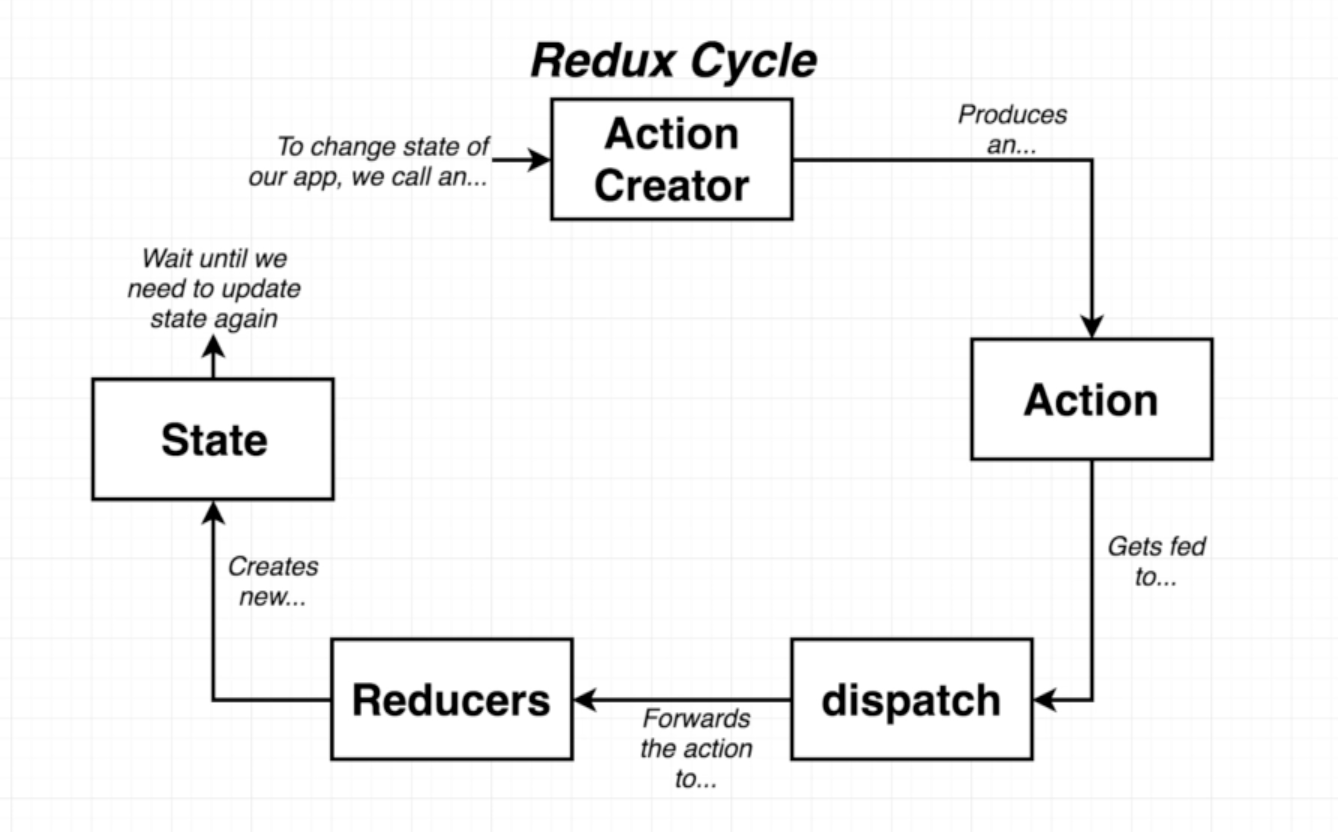 Redux Cycle
To change state of
our app, we call an...
Action
Creator
Produces
an...
Action
Gets fed
to...
dispatch
Forwards
the action
to...
Reducers
Creates
new...
State
Wait until we
need to update
state again